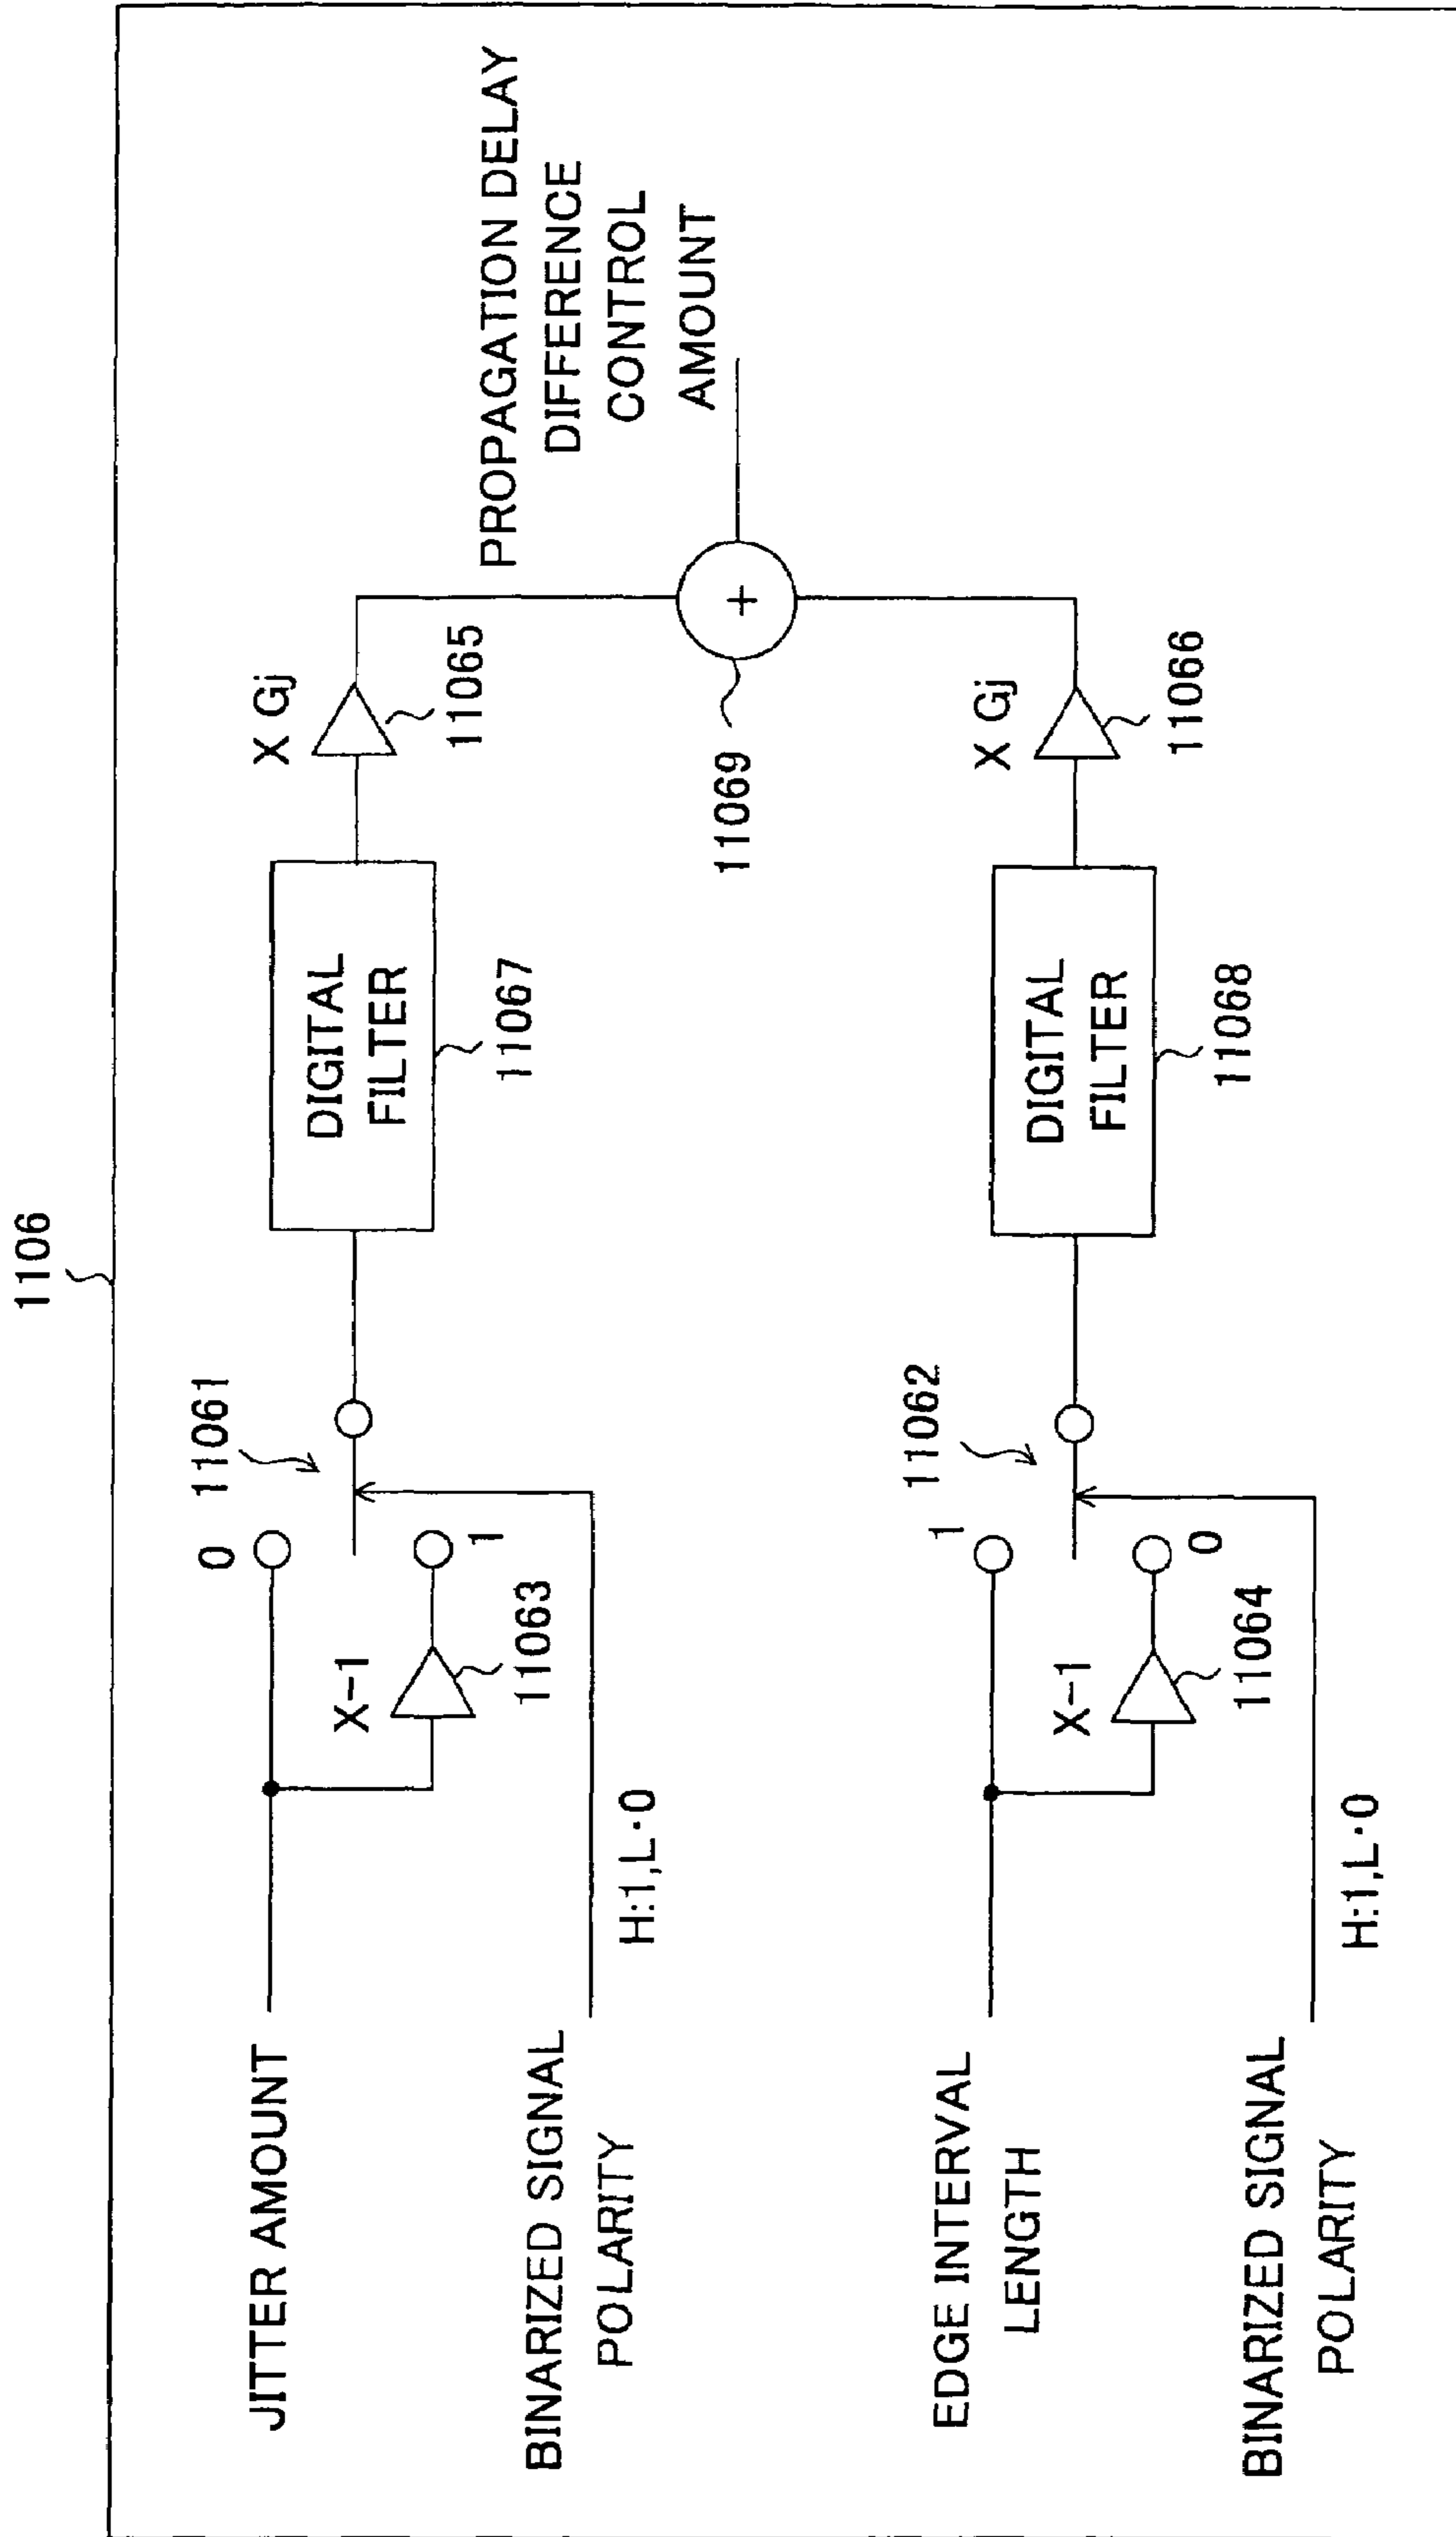 1106
JITTER AMOUNT
0
X-1
11063
1
11061
BINARIZED SIGNAL
POLARITY
H:1,L·0
DIGITAL
FILTER
11067
X Gj
11065
PROPAGATION DELAY
DIFFERENCE
CONTROL
AMOUNT
+
11069
EDGE INTERVAL
LENGTH
1
X-1
11064
0
11062
BINARIZED SIGNAL
POLARITY
H:1,L·0
DIGITAL
FILTER
11068
X Gj
11066